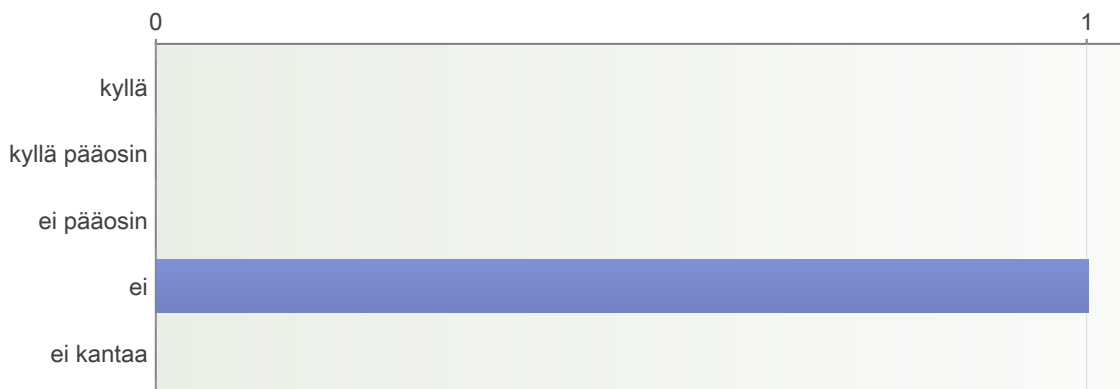 0 1
kyllä
kyllä pääosin
ei pääosin
ei
ei kantaa